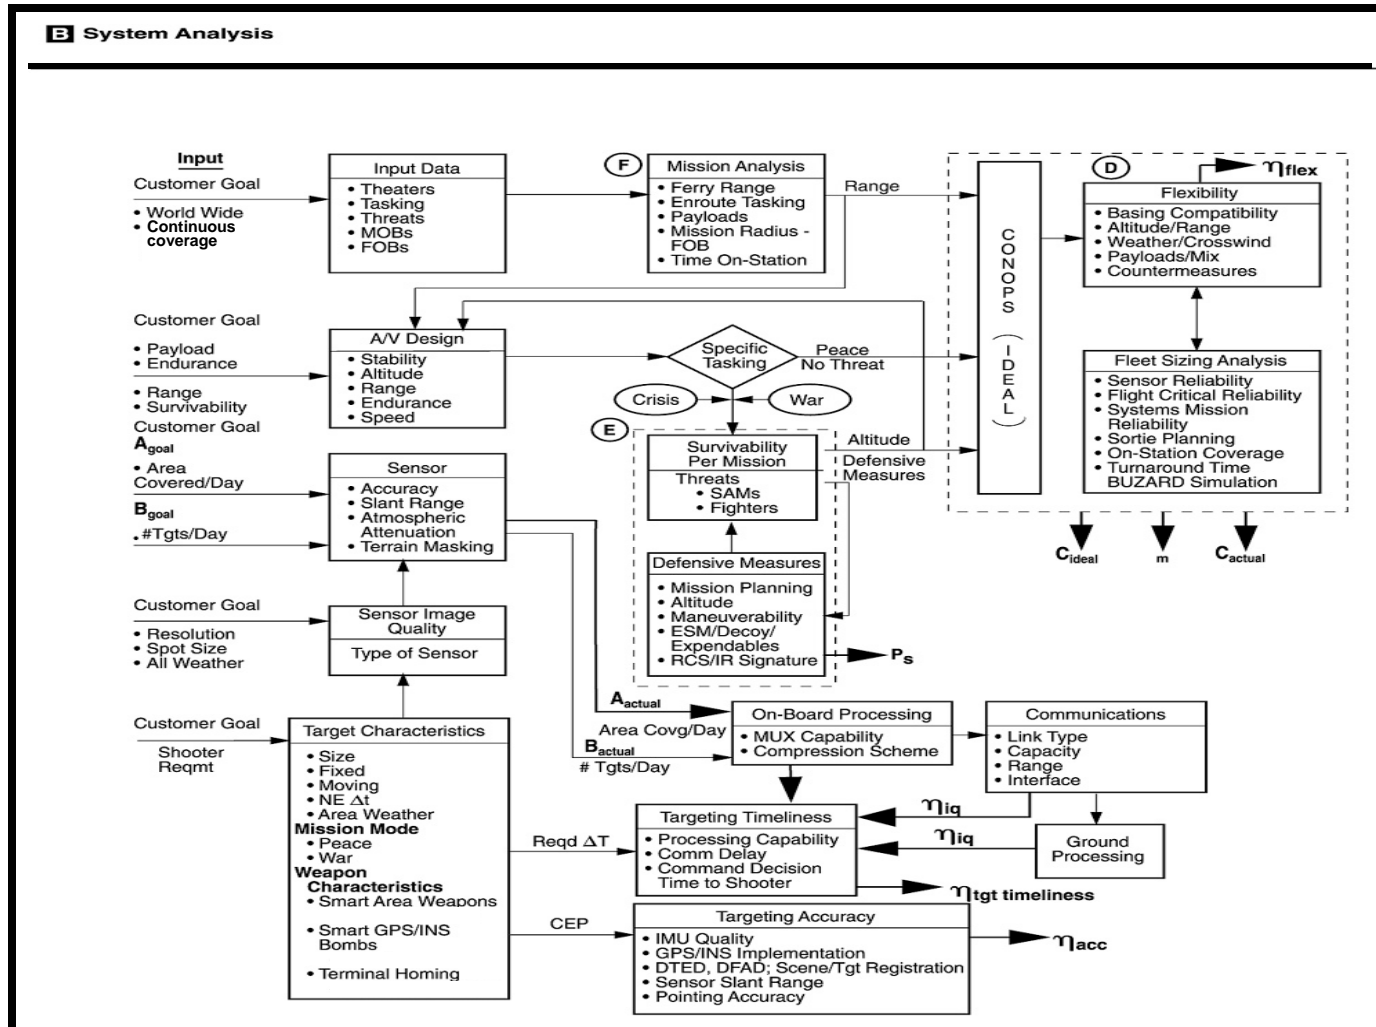 B System Analysis
Input
Customer Goal
• World Wide
• Continuous
coverage
Input Data
• Theaters
• Tasking
• Threats
• MOBs
• FOBs
F
Mission Analysis
• Ferry Range
• Enroute Tasking
• Payloads
• Mission Radius -
FOB
• Time On-Station
Range
CONOPS (IDEAL)
D
ηflex
Flexibility
• Basing Compatibility
• Altitude/Range
• Weather/Crosswind
• Payloads/Mix
• Countermeasures
Customer Goal
• Payload
• Endurance
• Range
• Survivability
A/V Design
• Stability
• Altitude
• Range
• Endurance
• Speed
Specific
Tasking
Peace
No Threat
Crisis
War
Fleet Sizing Analysis
• Sensor Reliability
• Flight Critical Reliability
• Systems Mission
Reliability
• Sortie Planning
• On-Station Coverage
• Turnaround Time
BUZARD Simulation
Cideal
m
Cactual
Customer Goal
Agoal
• Area
Covered/Day
Bgoal
• #Tgts/Day
Sensor
• Accuracy
• Slant Range
• Atmospheric
Attenuation
• Terrain Masking
E
Survivability
Per Mission
Threats
• SAMs
• Fighters
Altitude
Defensive
Measures
Defensive Measures
• Mission Planning
• Altitude
• Maneuverability
• ESM/Decoy/
Expendables
• RCS/IR Signature
Ps
Customer Goal
• Resolution
• Spot Size
• All Weather
Sensor Image
Quality
Type of Sensor
Customer Goal
Shooter
Reqmt
Target Characteristics
• Size
• Fixed
• Moving
• NE Δt
• Area Weather
Mission Mode
• Peace
• War
Weapon
Characteristics
• Smart Area Weapons
• Smart GPS/INS
Bombs
• Terminal Homing
Aactual
Area Covg/Day
Bactual
# Tgts/Day
On-Board Processing
• MUX Capability
• Compression Scheme
Communications
• Link Type
• Capacity
• Range
• Interface
Reqd ΔT
Targeting Timeliness
• Processing Capability
• Comm Delay
• Command Decision
Time to Shooter
ηiq
ηiq
Ground
Processing
ηtgt timeliness
CEP
Targeting Accuracy
• IMU Quality
• GPS/INS Implementation
• DTED, DFAD; Scene/Tgt Registration
• Sensor Slant Range
• Pointing Accuracy
ηacc